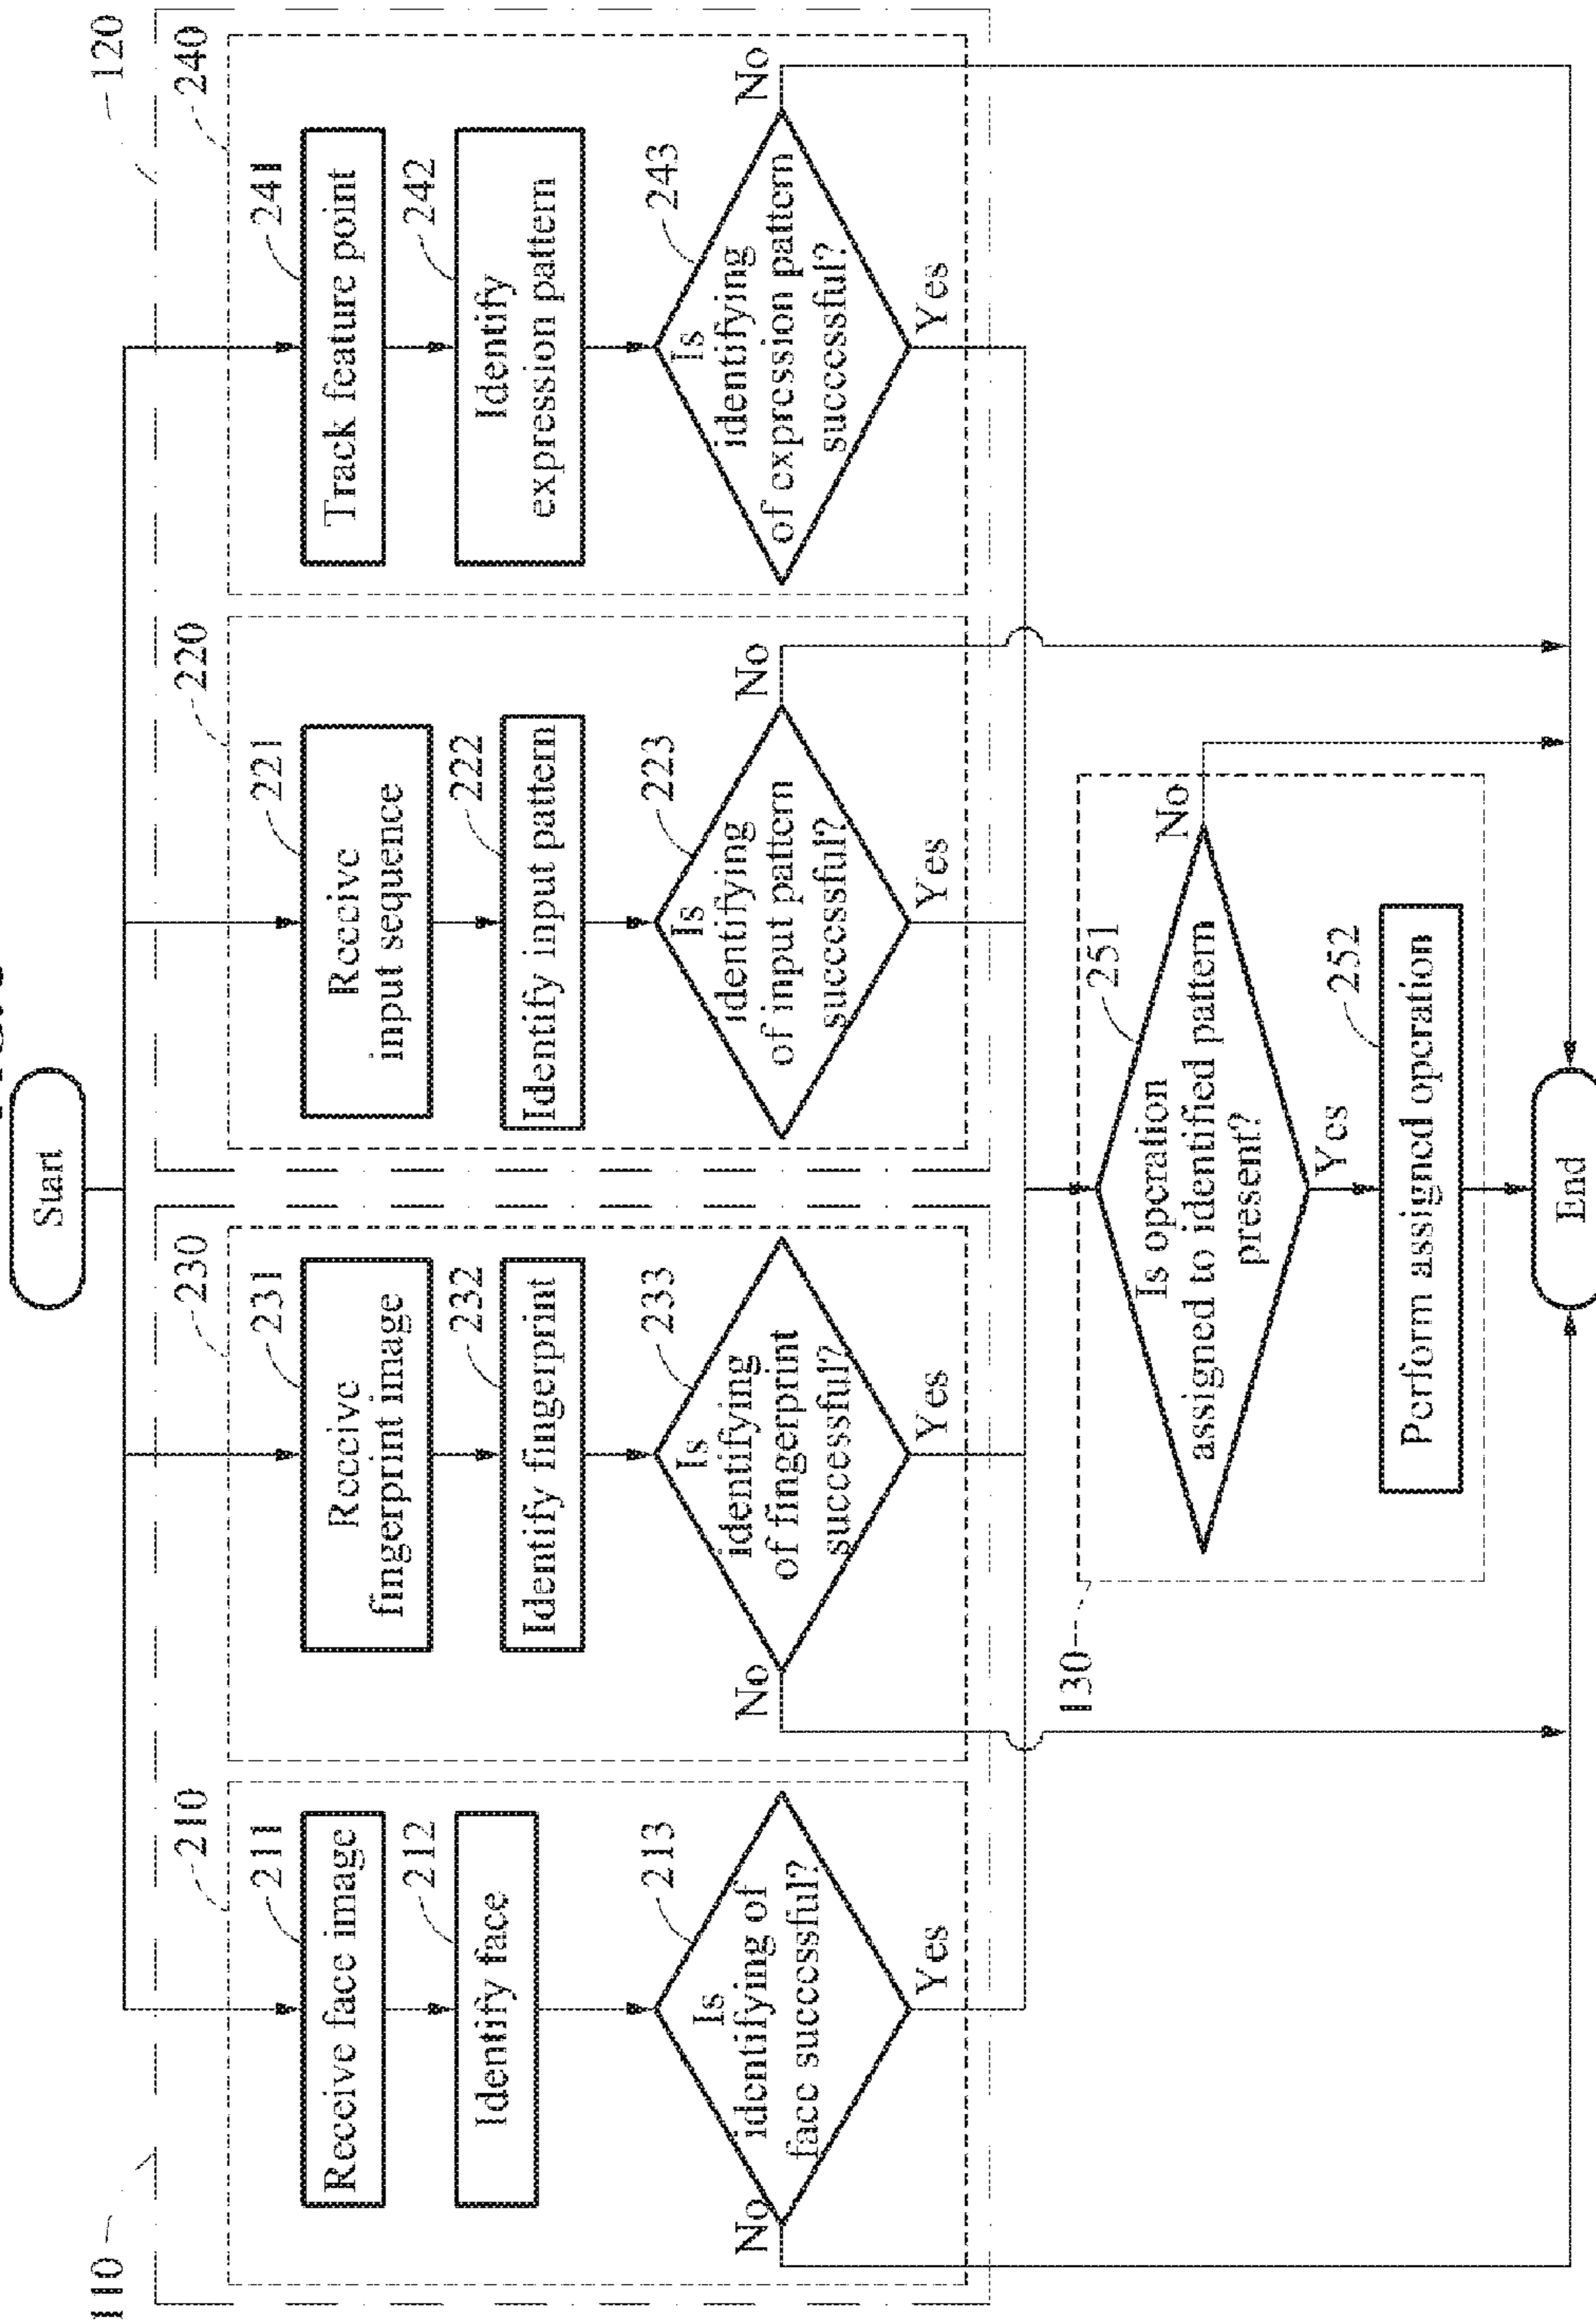 Start
110
120
210
211
Receive face image
212
Identify face
213
Is
identifying of
face successful?
No
Yes
230
231
Receive
fingerprint image
232
Identify fingerprint
233
Is
identifying
of fingerprint
successful?
No
Yes
220
221
Receive
input sequence
222
Identify input pattern
223
Is
identifying
of input pattern
successful?
No
Yes
240
241
Track feature point
242
Identify
expression pattern
243
Is
identifying
of expression pattern
successful?
No
Yes
130
251
Is operation
assigned to identified pattern
present?
No
Yes
252
Perform assigned operation
End